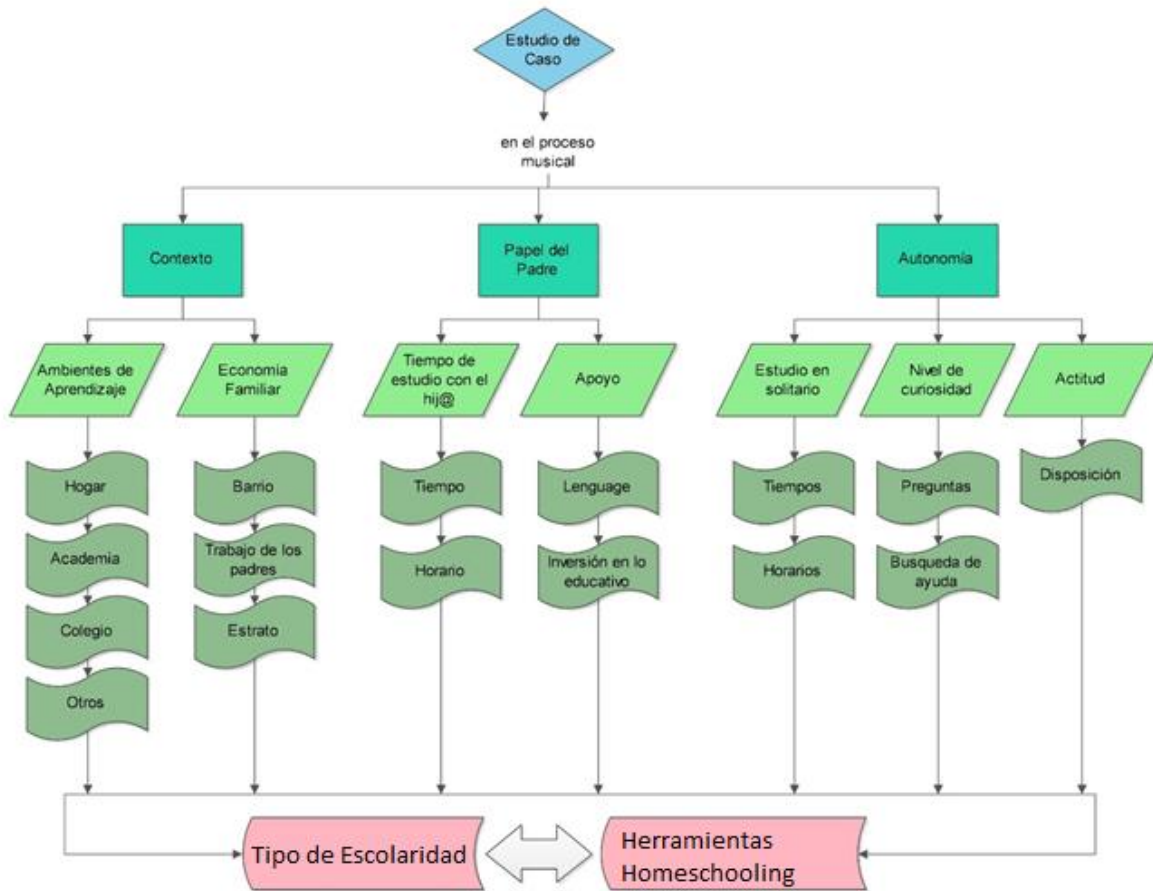 Estudio de
Caso
en el proceso
musical
Contexto
Papel del
Padre
Autonomía
Ambientes de
Aprendizaje
Economía
Familiar
Tiempo de
estudio con el
hij@
Apoyo
Estudio en
solitario
Nivel de
curiosidad
Actitud
Hogar
Barrio
Tiempo
Lenguage
Tiempos
Preguntas
Disposición
Academia
Trabajo de los
padres
Horario
Inversión en lo
educativo
Horarios
Busqueda de
ayuda
Colegio
Estrato
Otros
Tipo de Escolaridad
Herramientas
Homeschooling